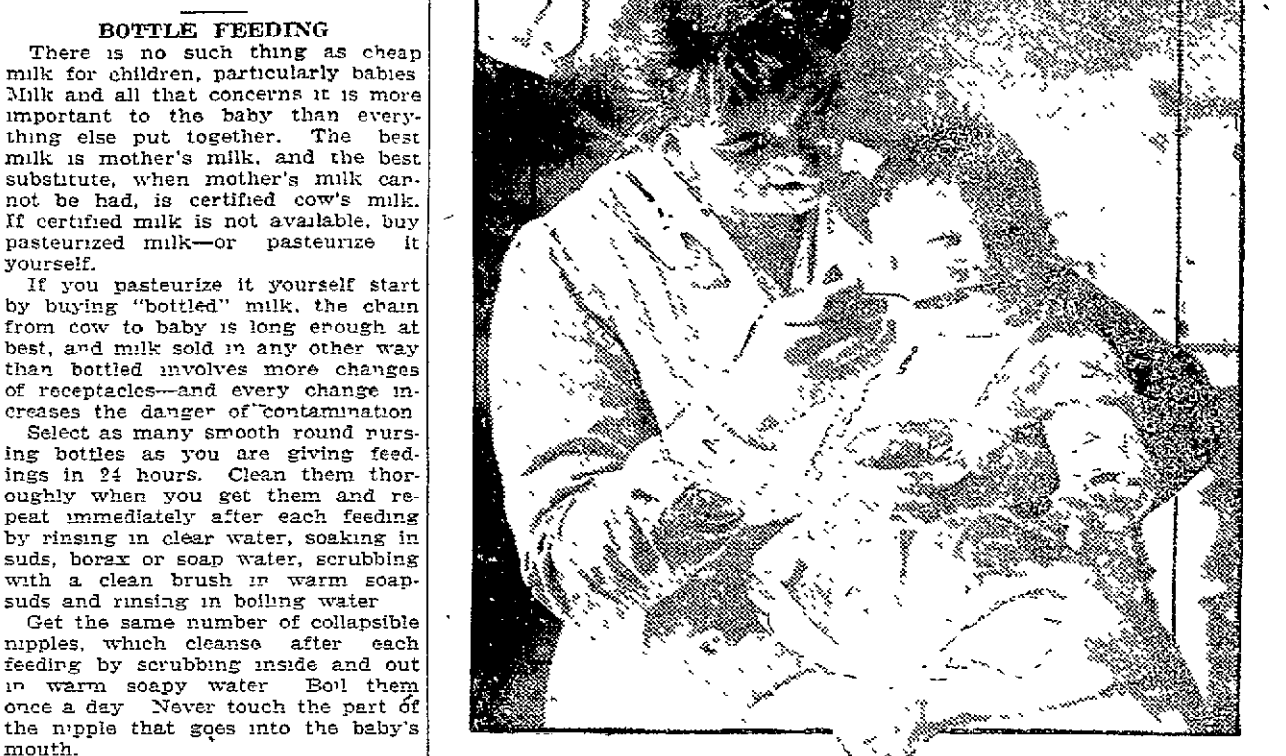 BOTTLE FEEDING
There is no such thing as cheap
milk for children, particularly babies
Milk and all that concerns it is more
important to the baby than every-
thing else put together. The best
milk is mother's milk, and the best
substitute, when mother's milk can-
not be had, is certified cow's milk.
If certified milk is not available, buy
pasteurized milk—or pasteurize it
yourself.
If you pasteurize it yourself start
by buying "bottled" milk, the chain
from cow to baby is long enough at
best, and milk sold in any other way
than bottled involves more changes
of receptacles—and every change in-
creases the danger of contamination
Select as many smooth round nurs-
ing bottles as you are giving feed-
ings in 24 hours. Clean them thor-
oughly when you get them and re-
peat immediately after each feeding
by rinsing in clear water, soaking in
suds, borax or soap water, scrubbing
with a clean brush in warm soap-
suds and rinsing in boiling water
Get the same number of collapsible
nipples, which cleanse after each
feeding by scrubbing inside and out
in warm soapy water Boil them
once a day Never touch the part of
the nipple that goes into the baby's
mouth.